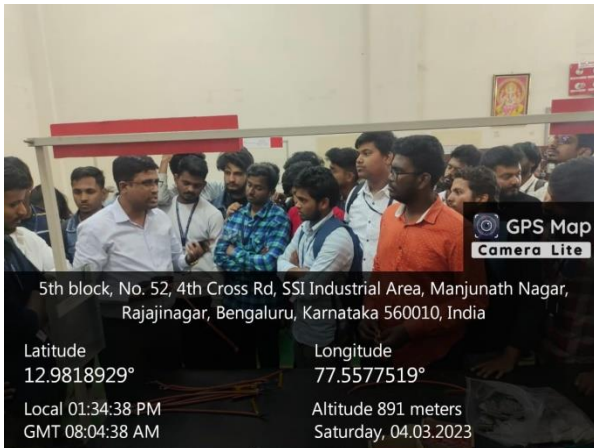 GPS Map
Camera Lite
5th block, No. 52, 4th Cross Rd, SSI Industrial Area, Manjunath Nagar,
Rajajinagar, Bengaluru, Karnataka 560010, India
Latitude
12.9818929°
Longitude
77.5577519°
Local 01:34:38 PM
GMT 08:04:38 AM
Altitude 891 meters
Saturday, 04.03.2023